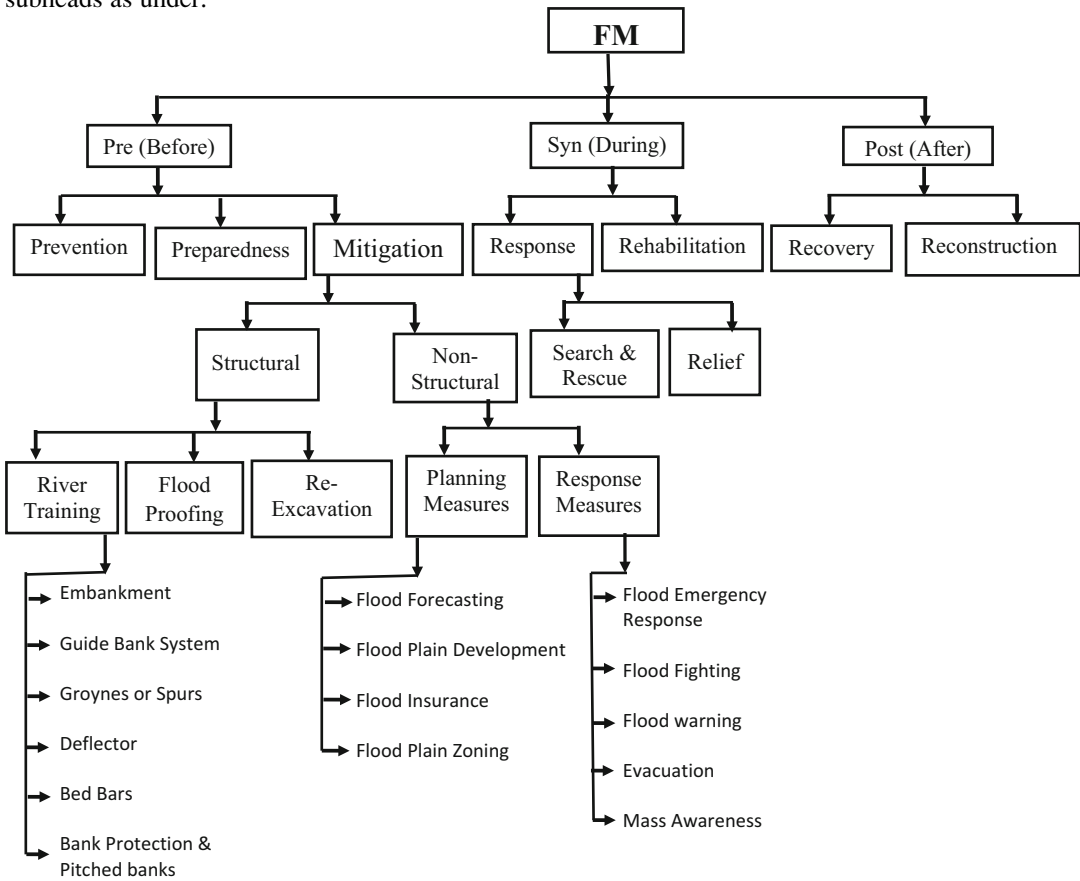 subheads as under:
FM
Pre (Before)
Syn (During)
Post (After)
Prevention
Preparedness
Mitigation
Response
Rehabilitation
Recovery
Reconstruction
Structural
Non-
Structural
Search &
Rescue
Relief
River
Training
Flood
Proofing
Re-
Excavation
Planning
Measures
Response
Measures
Embankment
Guide Bank System
Groynes or Spurs
Deflector
Bed Bars
Bank Protection &
Pitched banks
Flood Forecasting
Flood Plain Development
Flood Insurance
Flood Plain Zoning
Flood Emergency
Response
Flood Fighting
Flood warning
Evacuation
Mass Awareness